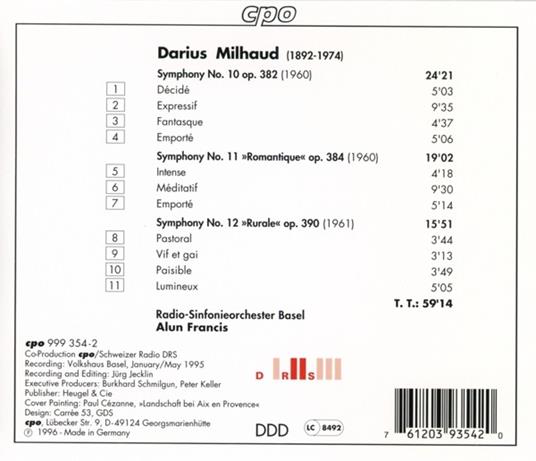 cpo
Darius Milhaud (1892-1974)
Symphony No. 10 op. 382 (1960) 24'21
1 Décidé 5'03
2 Expressif 9'35
3 Fantasque 4'37
4 Emporté 5'06
Symphony No. 11 »Romantique« op. 384 (1960) 19'02
5 Intense 4'18
6 Méditatif 9'30
7 Emporté 5'14
Symphony No. 12 »Rurale« op. 390 (1961) 15'51
8 Pastoral 3'44
9 Vif et gai 3'13
10 Paisible 3'49
11 Lumineux 5'05
T. T.: 59'14
Radio-Sinfonieorchester Basel
Alun Francis
cpo 999 354-2
Co-Production cpo/Schweizer Radio DRS
Recording: Volkshaus Basel, January/May 1995
Recording and Editing: Jürg Jecklin
Executive Producers: Burkhard Schmilgun, Peter Keller
Publisher: Heugel & Cie
Cover Painting: Paul Cézanne, »Landschaft bei Aix en Provence«
Design: Carrée 53, GDS
cpo, Lübecker Str. 9, D-49124 Georgsmarienhütte
℗ 1996 - Made in Germany
D R S
DDD
LC 8492
7 61203 93542 0